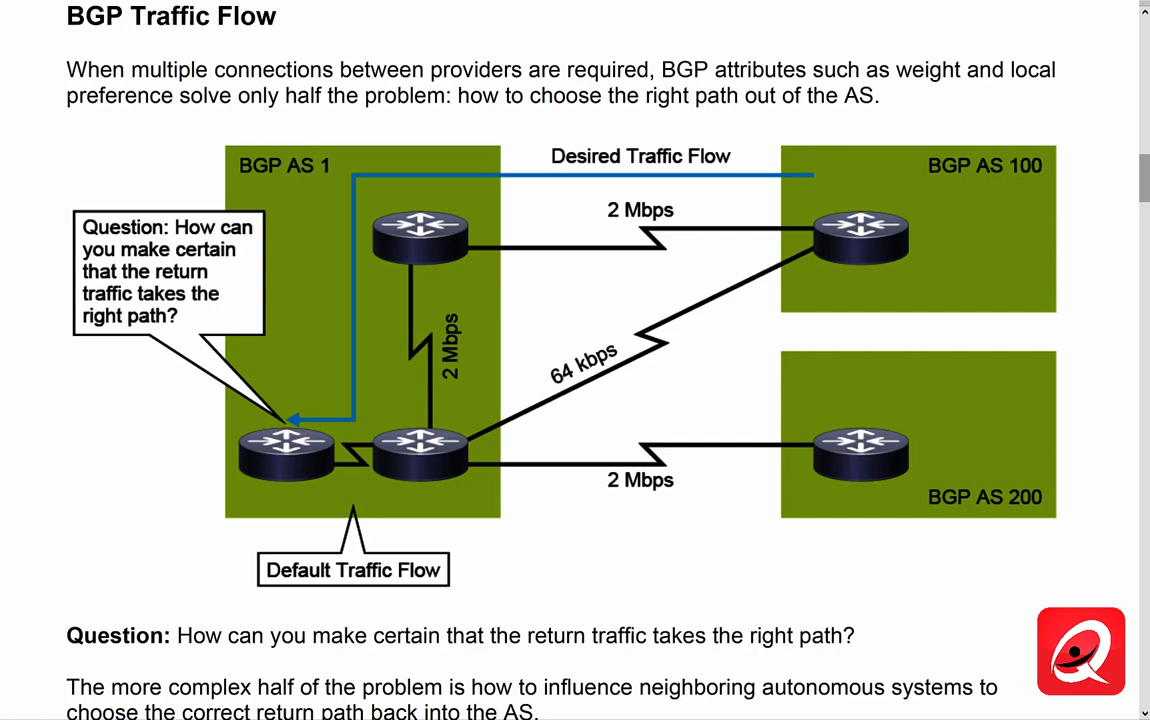 BGP Traffic Flow
When multiple connections between providers are required, BGP attributes such as weight and local
preference solve only half the problem: how to choose the right path out of the AS.
BGP AS 1
Desired Traffic Flow
BGP AS 100
2 Mbps
Question: How can
you make certain
that the return
traffic takes the
right path?
2 Mbps
64 kbps
2 Mbps
BGP AS 200
Default Traffic Flow
Question: How can you make certain that the return traffic takes the right path?
The more complex half of the problem is how to influence neighboring autonomous systems to
choose the correct return path back into the AS.